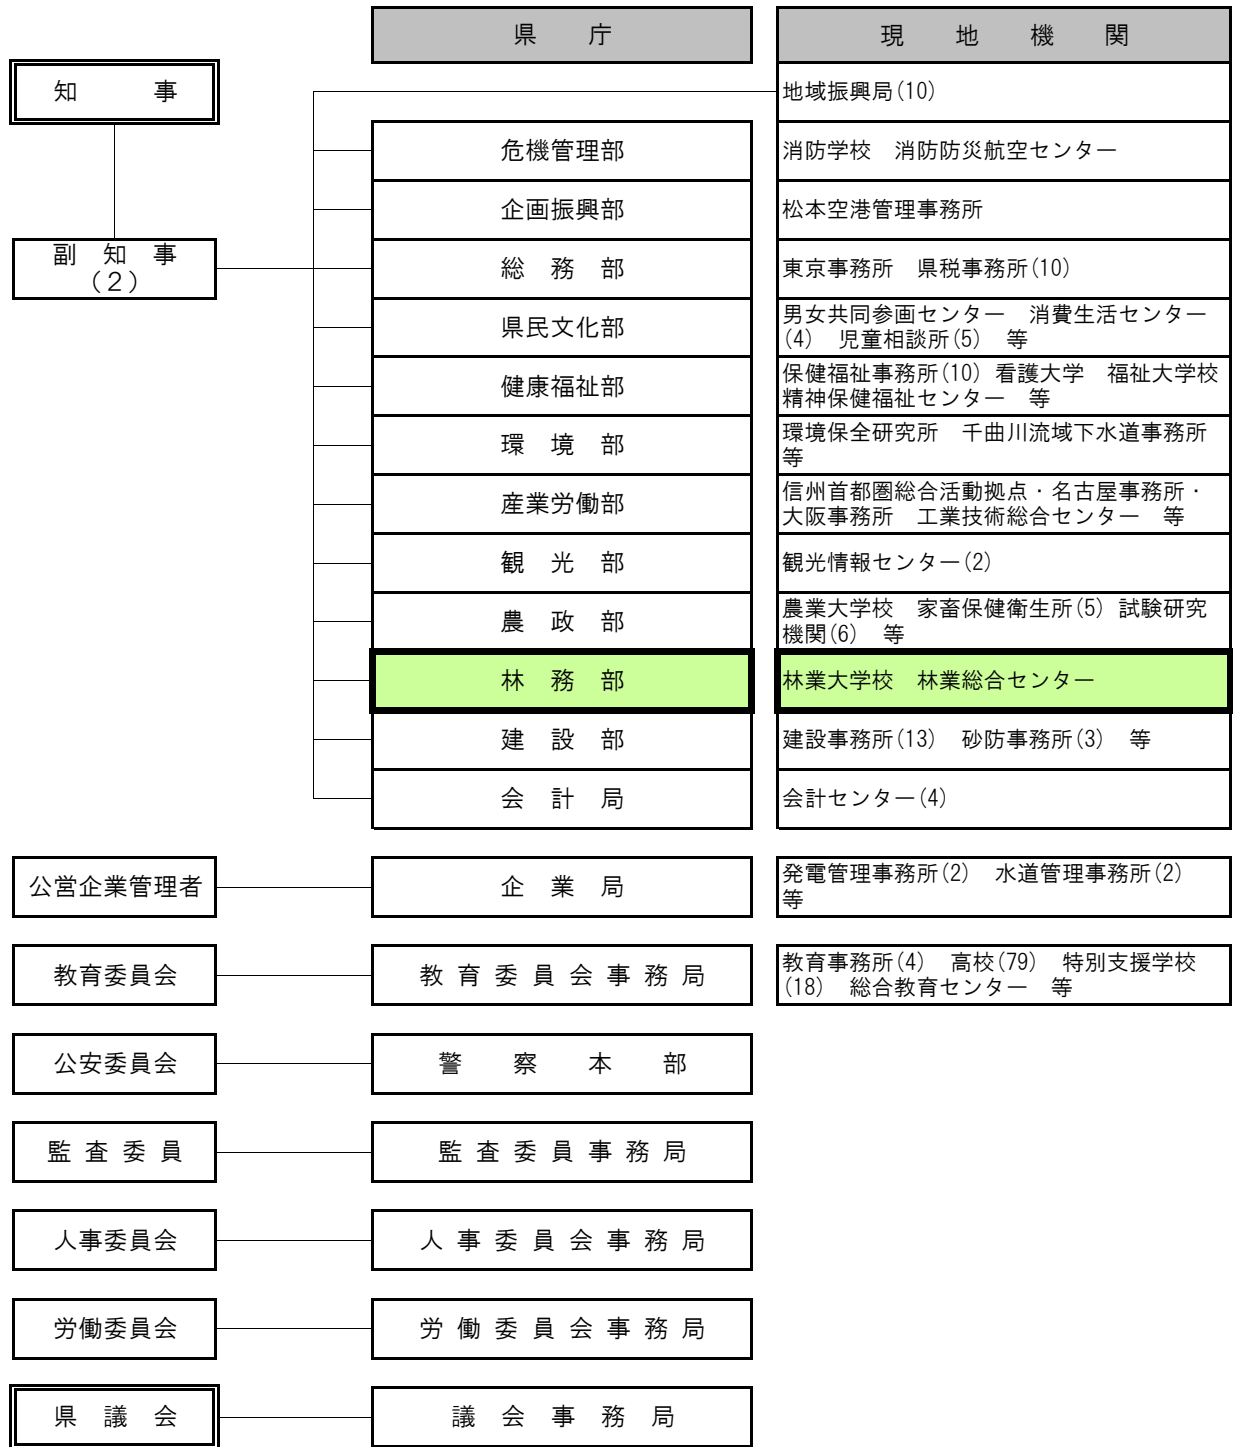 県　庁
現　地　機　関
知　事
地域振興局(10)
危機管理部
消防学校　消防防災航空センター
企画振興部
松本空港管理事務所
副　知　事
(２)
総　務　部
東京事務所　県税事務所(10)
県民文化部
男女共同参画センター　消費生活センター
(4)　児童相談所(5)　等
健康福祉部
保健福祉事務所(10) 看護大学　福祉大学校
精神保健福祉センター　等
環　境　部
環境保全研究所　千曲川流域下水道事務所
等
産業労働部
信州首都圏総合活動拠点・名古屋事務所・
大阪事務所　工業技術総合センター　等
観　光　部
観光情報センター(2)
農　政　部
農業大学校　家畜保健衛生所(5) 試験研究
機関(6)　等
林　務　部
林業大学校　林業総合センター
建　設　部
建設事務所(13)　砂防事務所(3)　等
会　計　局
会計センター(4)
公営企業管理者
企　業　局
発電管理事務所(2)　水道管理事務所(2)
等
教育委員会
教育委員会事務局
教育事務所(4)　高校(79)　特別支援学校
(18)　総合教育センター　等
公安委員会
警　察　本　部
監査委員
監査委員事務局
人事委員会
人事委員会事務局
労働委員会
労働委員会事務局
県　議　会
議　会　事　務　局